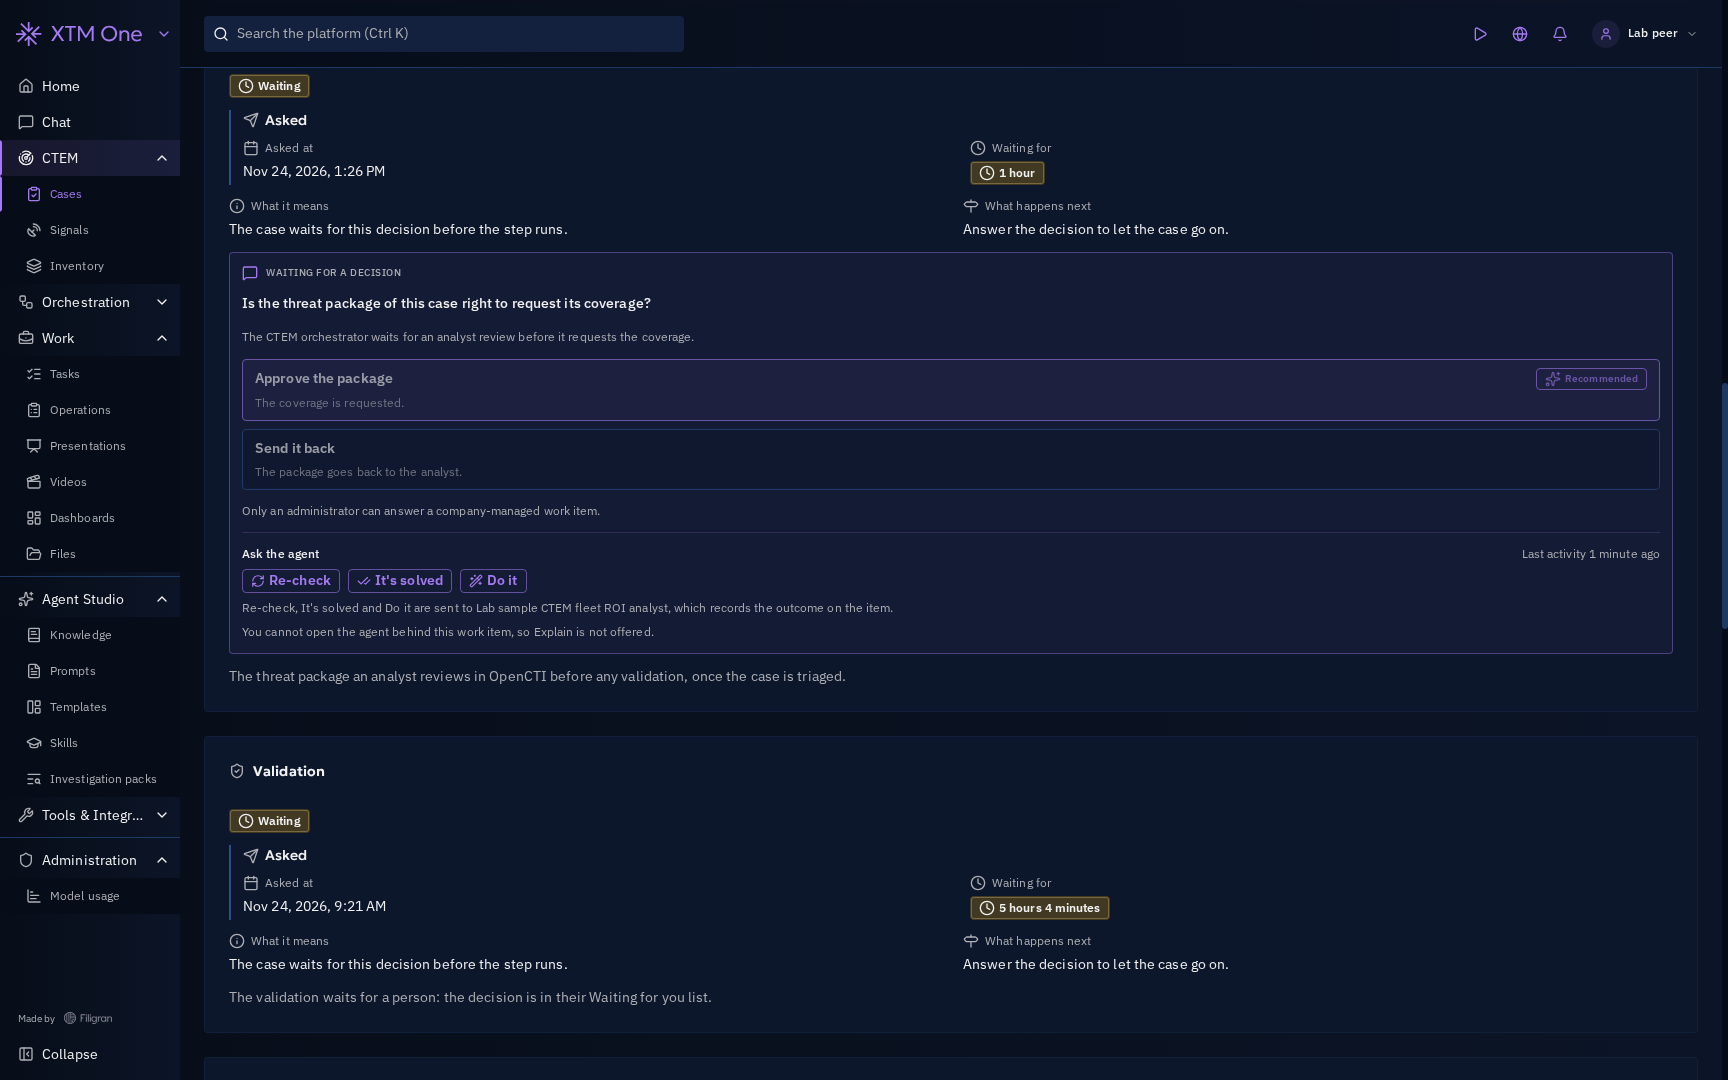 XTM One
Search the platform (Ctrl K)
Lab peer
Home
Chat
CTEM
Cases
Signals
Inventory
Orchestration
Work
Tasks
Operations
Presentations
Videos
Dashboards
Files
Agent Studio
Knowledge
Prompts
Templates
Skills
Investigation packs
Tools & Integr...
Administration
Model usage
Made by Filigran
Collapse
Waiting
Asked
Asked at
Waiting for
Nov 24, 2026, 1:26 PM
1 hour
What it means
What happens next
The case waits for this decision before the step runs.
Answer the decision to let the case go on.
WAITING FOR A DECISION
Is the threat package of this case right to request its coverage?
The CTEM orchestrator waits for an analyst review before it requests the coverage.
Approve the package
Recommended
The coverage is requested.
Send it back
The package goes back to the analyst.
Only an administrator can answer a company-managed work item.
Ask the agent
Last activity 1 minute ago
Re-check
It's solved
Do it
Re-check, It's solved and Do it are sent to Lab sample CTEM fleet ROI analyst, which records the outcome on the item.
You cannot open the agent behind this work item, so Explain is not offered.
The threat package an analyst reviews in OpenCTI before any validation, once the case is triaged.
Validation
Waiting
Asked
Asked at
Waiting for
Nov 24, 2026, 9:21 AM
5 hours 4 minutes
What it means
What happens next
The case waits for this decision before the step runs.
Answer the decision to let the case go on.
The validation waits for a person: the decision is in their Waiting for you list.